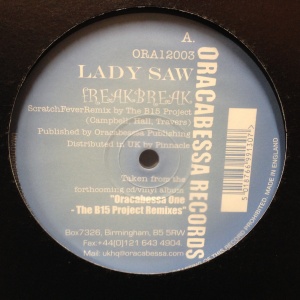 A.
ORA12003
LADY SAW
FREAKBREAK
ScratchFeverRemix by The B15 Project
(Campbell, Hall, Travers)
Published by Oracabessa Publishing
Distributed in UK by Pinnacle
Taken from the
forthcoming cd/vinyl album
"Oracabessa One
- The B15 Project Remixes"
Box7326, Birmingham, B5 5RW
Fax:+44(0)121 643 4904
Mail: ukhq@oracabessa.com
ORACABESSA RECORDS
PROHIBITED. MADE IN ENGLAND.